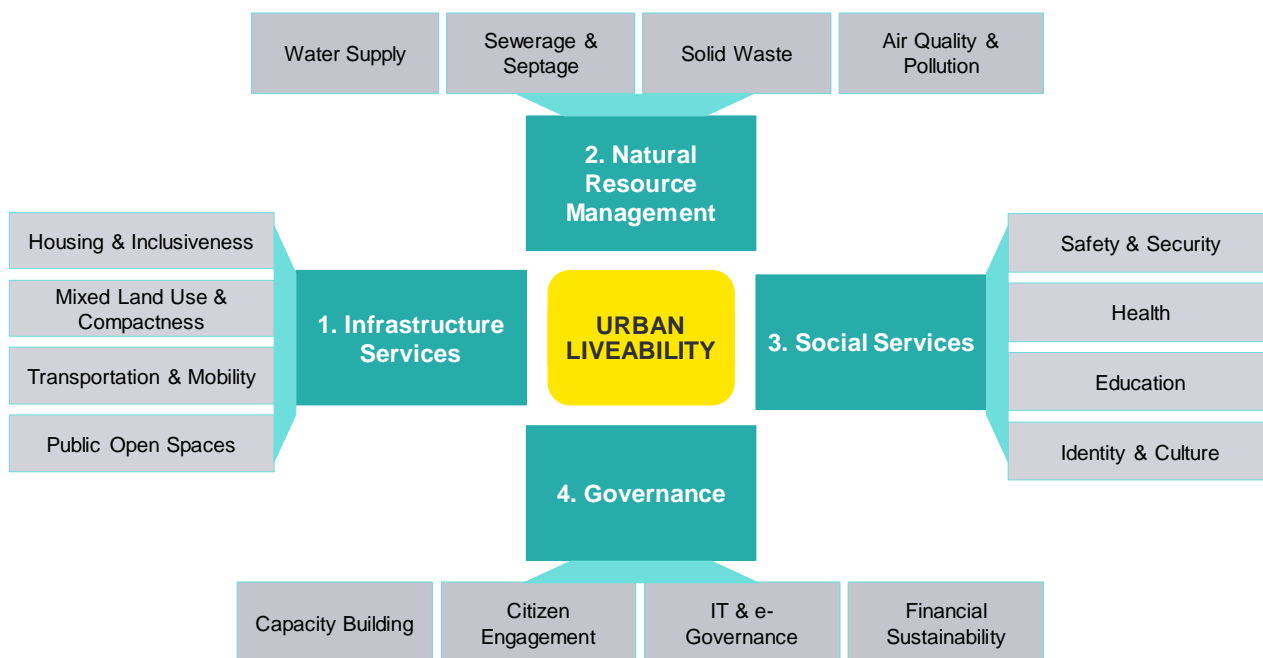 Water Supply
Sewerage &
Septage
Solid Waste
Air Quality &
Pollution
2. Natural
Resource
Management
Housing & Inclusiveness
Mixed Land Use &
Compactness
Transportation & Mobility
Public Open Spaces
1. Infrastructure
Services
URBAN
LIVEABILITY
3. Social Services
Safety & Security
Health
Education
Identity & Culture
4. Governance
Capacity Building
Citizen
Engagement
IT & e-
Governance
Financial
Sustainability